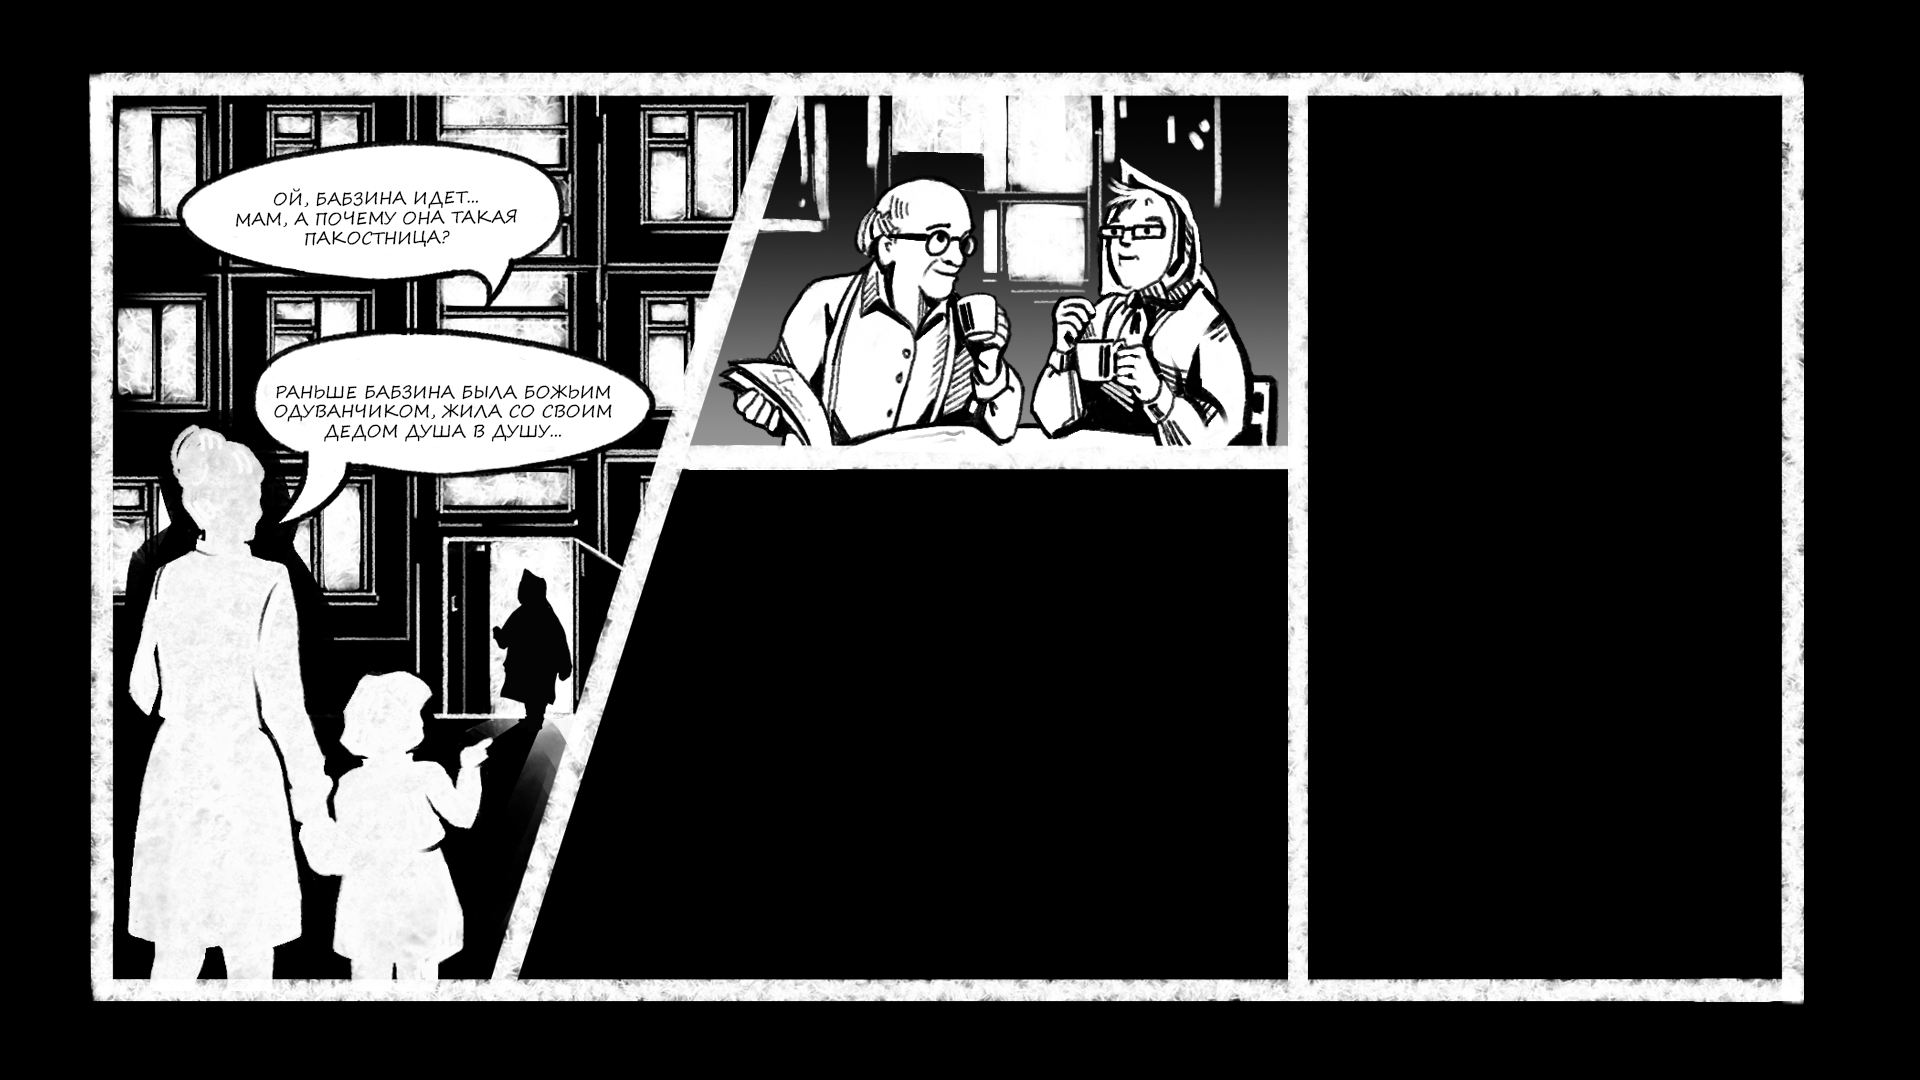 ОЙ, БАБЗИНА ИДЕТ...
МАМ, А ПОЧЕМУ ОНА ТАКАЯ
ПАКОСТНИЦА?
РАНЬШЕ БАБЗИНА БЫЛА БОЖЬИМ
ОДУВАНЧИКОМ, ЖИЛА СО СВОИМ
ДЕДОМ ДУША В ДУШУ...